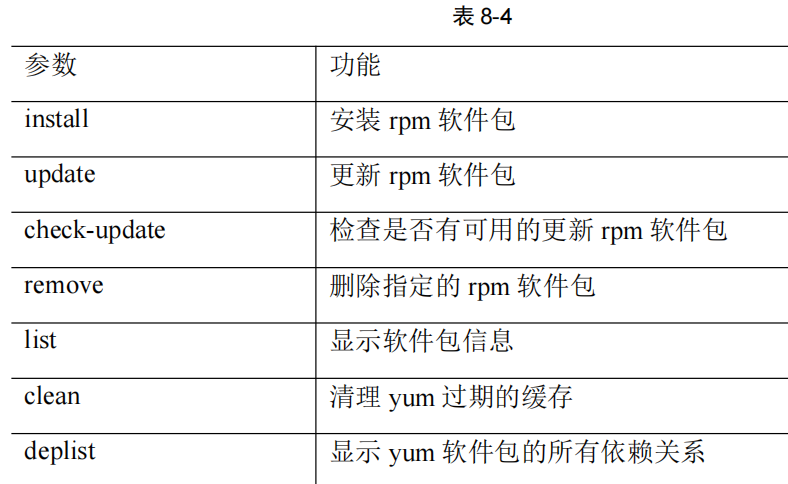 表 8-4
参数 功能
install 安装 rpm 软件包
update 更新 rpm 软件包
check-update 检查是否有可用的更新 rpm 软件包
remove 删除指定的 rpm 软件包
list 显示软件包信息
clean 清理 yum 过期的缓存
deplist 显示 yum 软件包的所有依赖关系